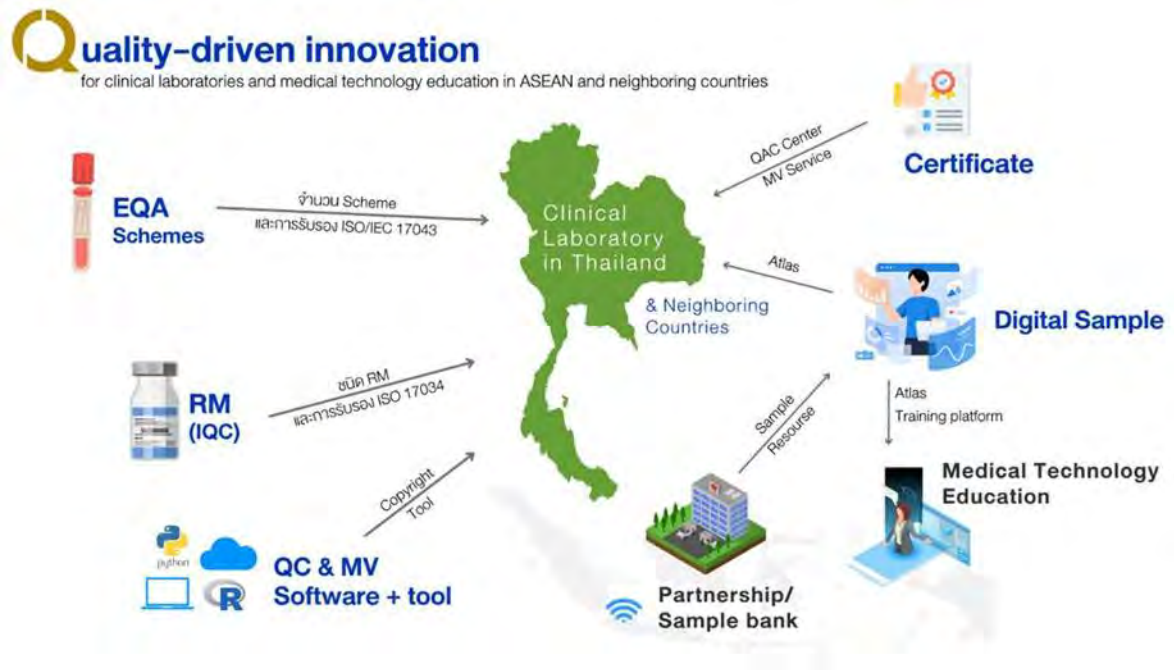 Quality-driven innovation
for clinical laboratories and medical technology education in ASEAN and neighboring countries
EQA
Schemes
จำนวน Scheme
และการรับรอง ISO/IEC 17043
Clinical
Laboratory
in Thailand
& Neighboring
Countries
QAC Center
MV Service
Certificate
Atlas
Digital Sample
RM
(IQC)
ชนิด RM
และการรับรอง ISO 17034
Sample
Resourse
Atlas
Training platform
Medical Technology
Education
Copyright
Tool
python
R
QC & MV
Software + tool
Partnership/
Sample bank